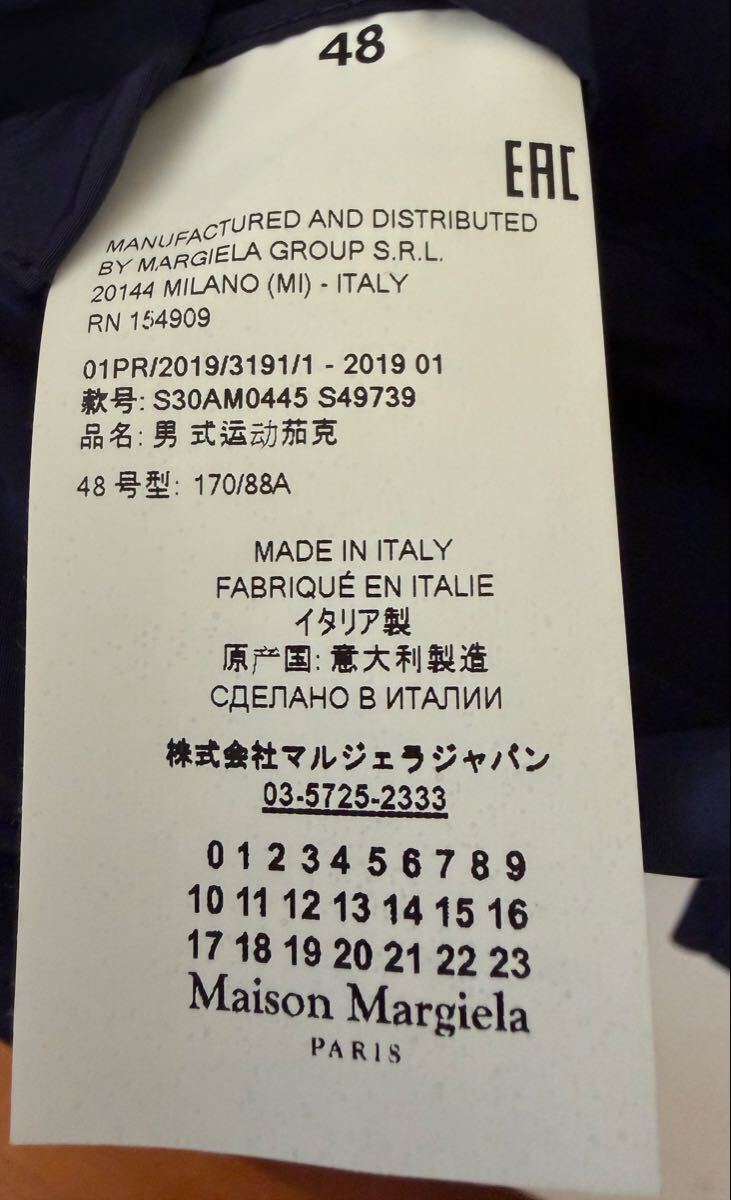 48
EAC
MANUFACTURED AND DISTRIBUTED
BY MARGIELA GROUP S.R.L.
20144 MILANO (MI) - ITALY
RN 154909
01PR/2019/3191/1 - 2019 01
款号: S30AM0445 S49739
品名: 男 式运动茄克
48 号型: 170/88A
MADE IN ITALY
FABRIQUÉ EN ITALIE
イタリア製
原产国: 意大利製造
СДЕЛАНО В ИТАЛИИ
株式会社マルジェラジャパン
03-5725-2333
0 1 2 3 4 5 6 7 8 9
10 11 12 13 14 15 16
17 18 19 20 21 22 23
Maison Margiela
PARIS